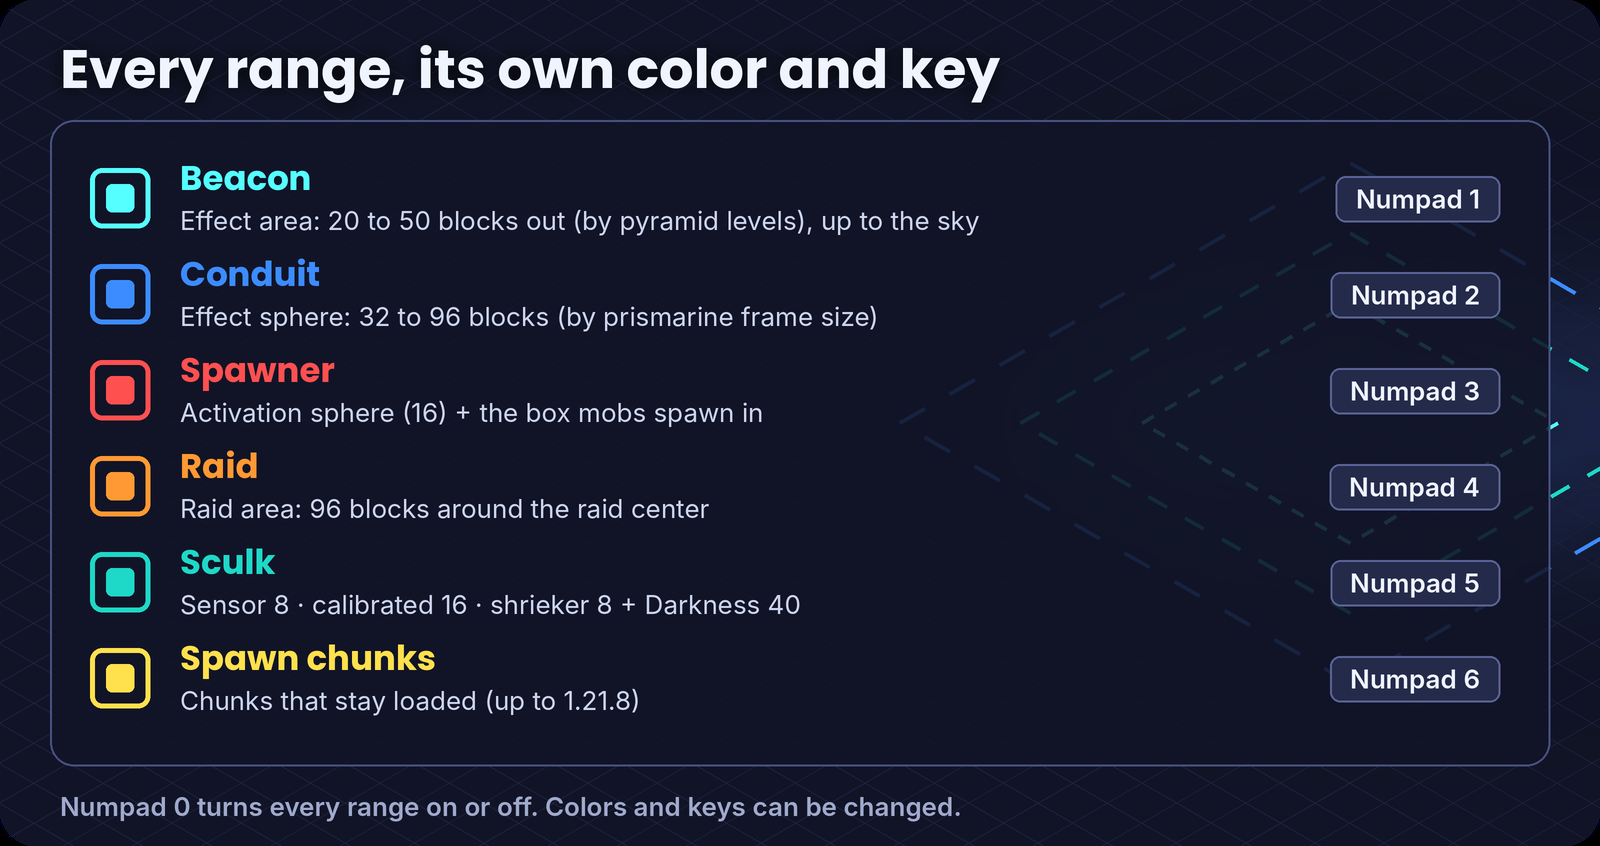 Every range, its own color and key
Beacon
Effect area: 20 to 50 blocks out (by pyramid levels), up to the sky
Numpad 1
Conduit
Effect sphere: 32 to 96 blocks (by prismarine frame size)
Numpad 2
Spawner
Activation sphere (16) + the box mobs spawn in
Numpad 3
Raid
Raid area: 96 blocks around the raid center
Numpad 4
Sculk
Sensor 8 · calibrated 16 · shrieker 8 + Darkness 40
Numpad 5
Spawn chunks
Chunks that stay loaded (up to 1.21.8)
Numpad 6
Numpad 0 turns every range on or off. Colors and keys can be changed.